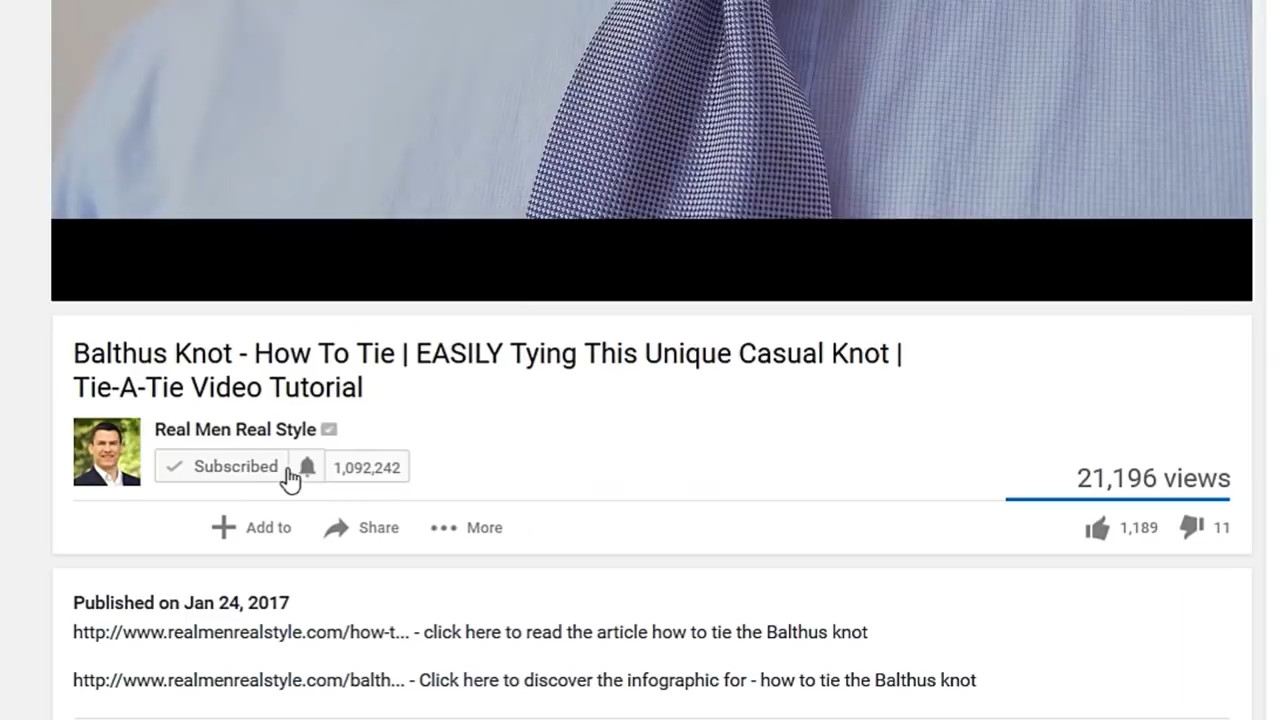 Balthus Knot - How To Tie | EASILY Tying This Unique Casual Knot |
Tie-A-Tie Video Tutorial
Real Men Real Style
Subscribed 1,092,242
21,196 views
Add to Share More 1,189 11
Published on Jan 24, 2017
http://www.realmenrealstyle.com/how-t... - click here to read the article how to tie the Balthus knot
http://www.realmenrealstyle.com/balth... - Click here to discover the infographic for - how to tie the Balthus knot